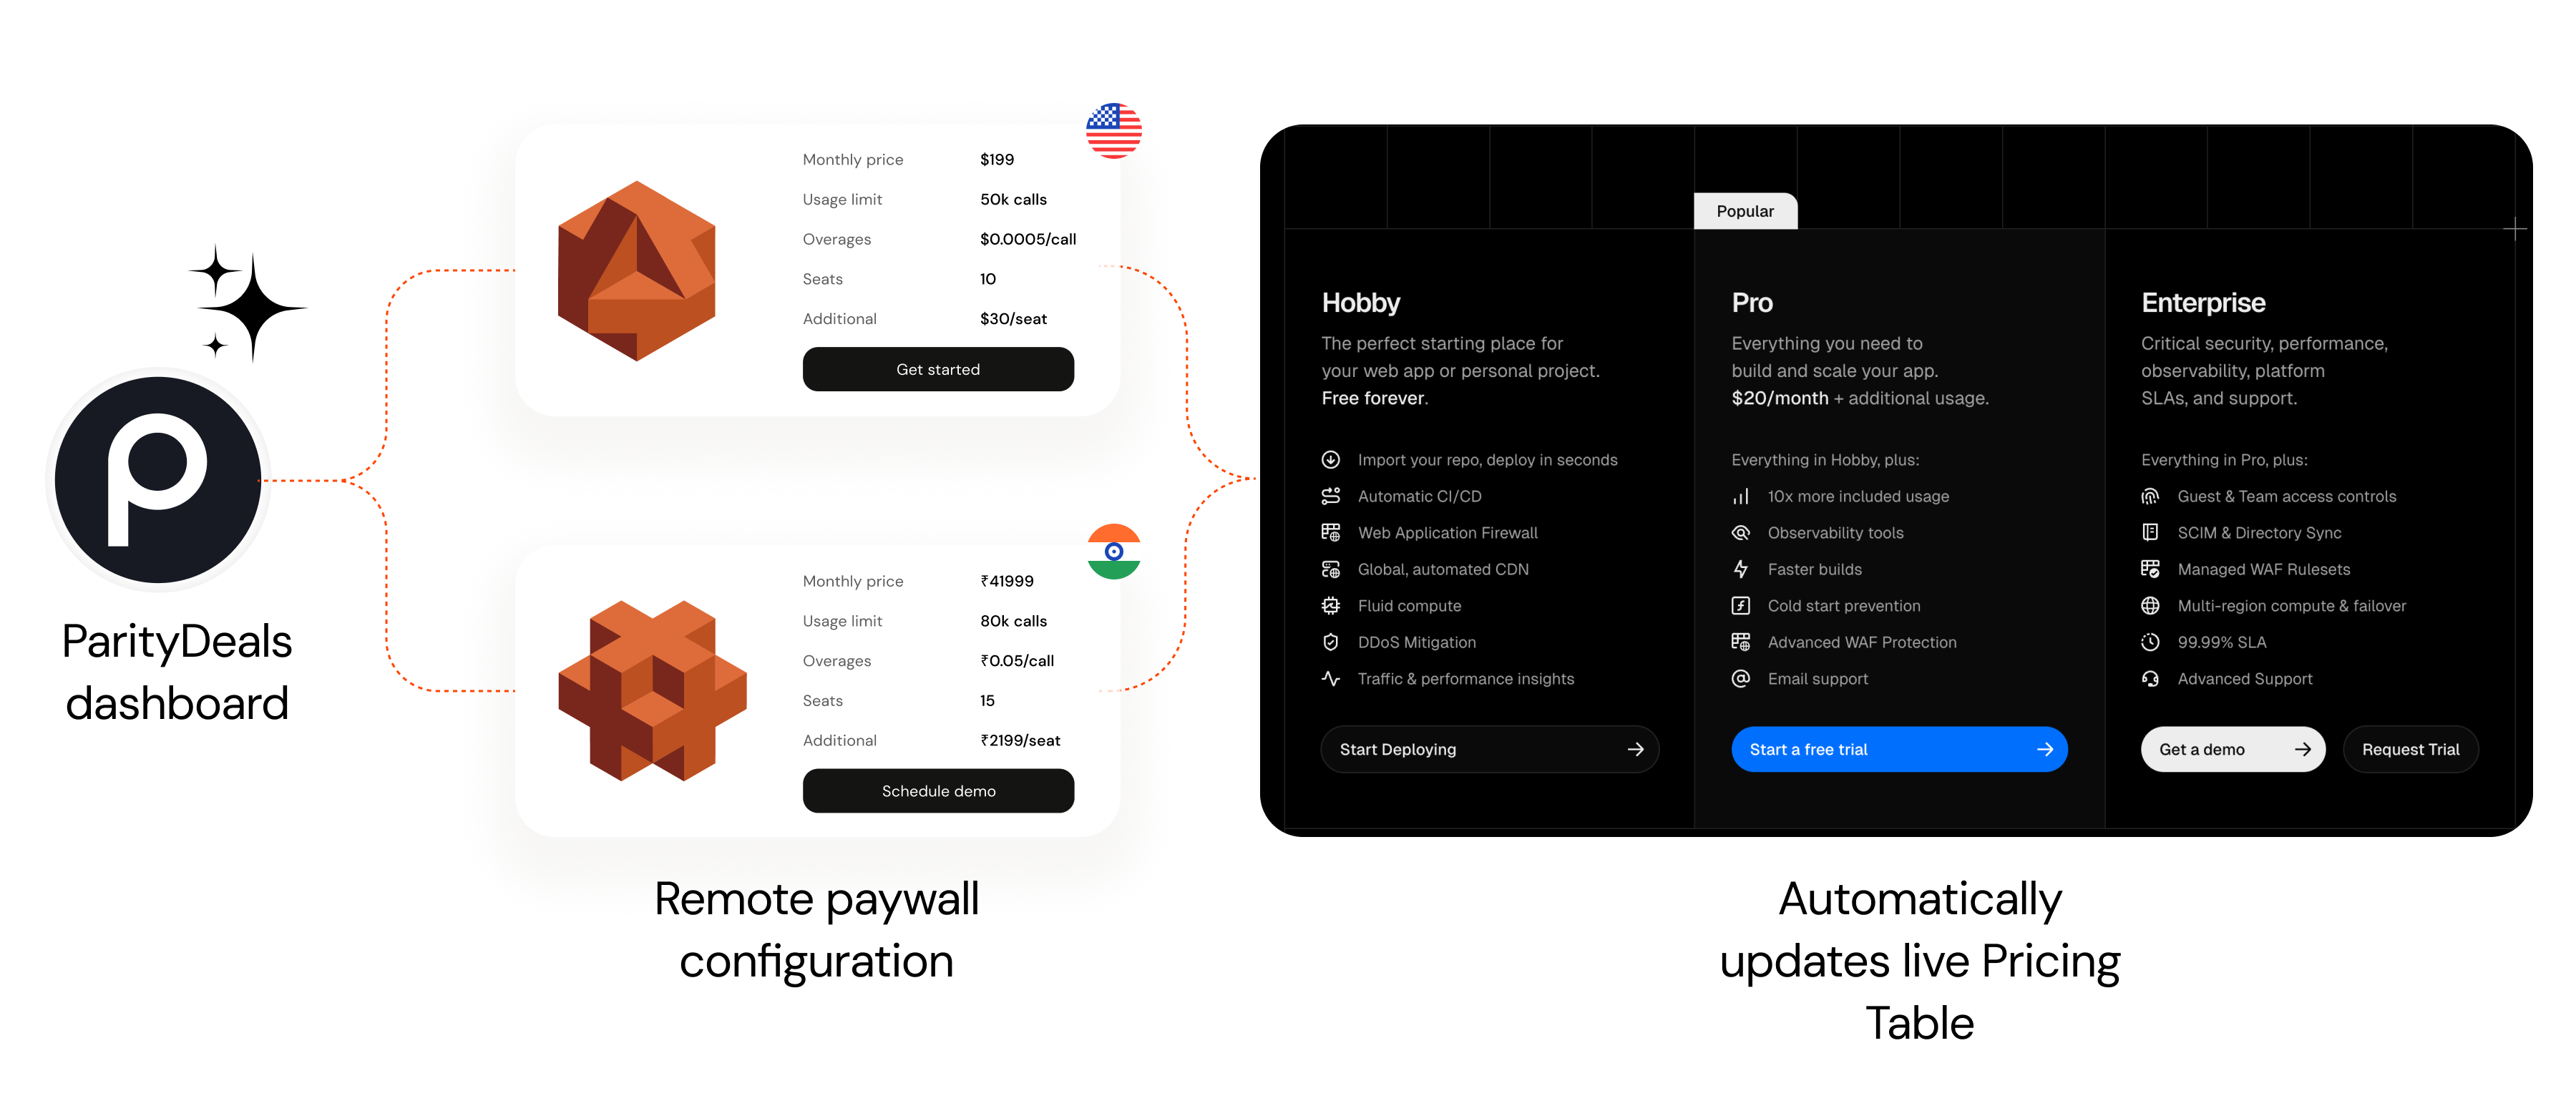 ParityDeals
dashboard
Monthly price $199
Usage limit 50k calls
Overages $0.0005/call
Seats 10
Additional $30/seat
Get started
Monthly price ₹41999
Usage limit 80k calls
Overages ₹0.05/call
Seats 15
Additional ₹2199/seat
Schedule demo
Remote paywall
configuration
Hobby
The perfect starting place for
your web app or personal project.
Free forever.
Import your repo, deploy in seconds
Automatic CI/CD
Web Application Firewall
Global, automated CDN
Fluid compute
DDoS Mitigation
Traffic & performance insights
Start Deploying
Popular
Pro
Everything you need to
build and scale your app.
$20/month + additional usage.
Everything in Hobby, plus:
10x more included usage
Observability tools
Faster builds
Cold start prevention
Advanced WAF Protection
Email support
Start a free trial
Enterprise
Critical security, performance,
observability, platform
SLAs, and support.
Everything in Pro, plus:
Guest & Team access controls
SCIM & Directory Sync
Managed WAF Rulesets
Multi-region compute & failover
99.99% SLA
Advanced Support
Get a demo
Request Trial
Automatically
updates live Pricing
Table